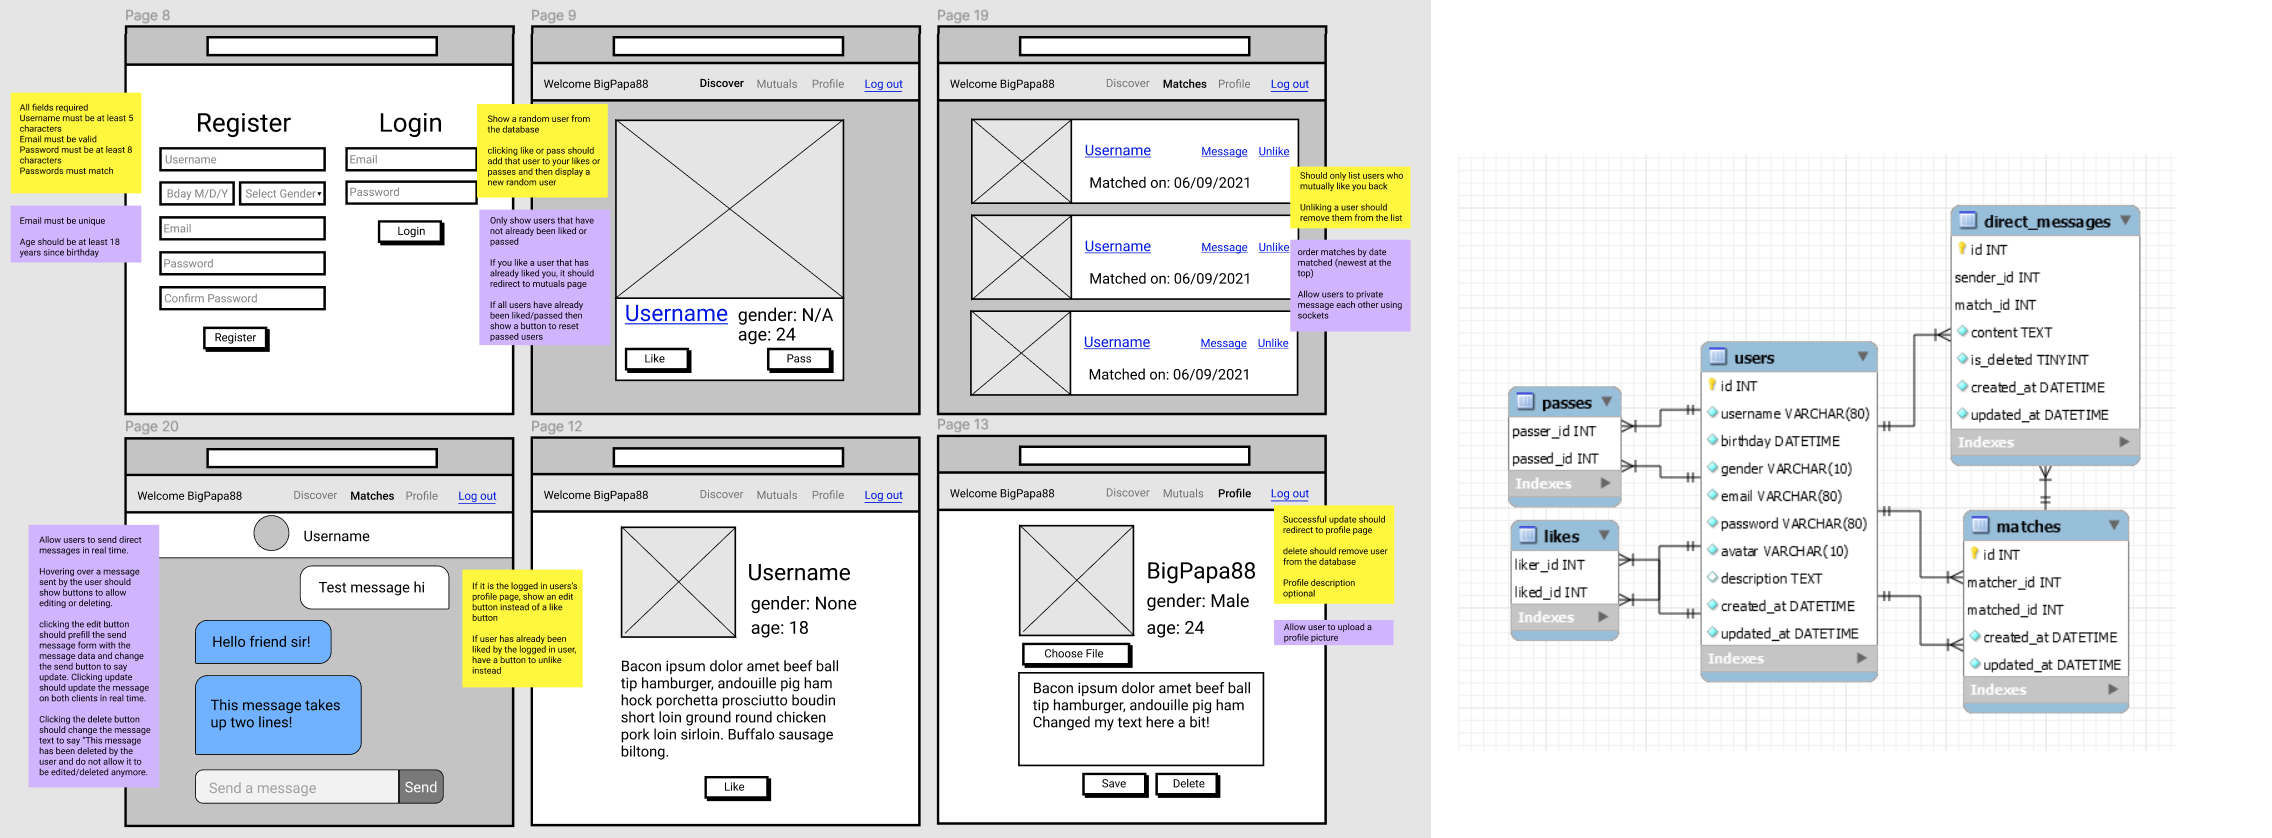 Page 8
All fields required
Username must be at least 5
characters
Email must be valid
Password must be at least 8
characters
Passwords must match
Email must be unique
Age should be at least 18
years since birthday
Register
Username
Bday M/D/Y
Select Gender
Email
Password
Confirm Password
Register
Login
Email
Password
Login
Page 9
Welcome BigPapa88
Discover
Mutuals
Profile
Log out
Show a random user from
the database
clicking like or pass should
add that user to your likes or
passes and then display a
new random user
Only show users that have
not already been liked or
passed
If you like a user that has
already liked you, it should
redirect to mutuals page
If all users have already
been liked/passed then
show a button to reset
passed users
Username
gender: N/A
age: 24
Like
Pass
Page 19
Welcome BigPapa88
Discover
Matches
Profile
Log out
Username
Message
Unlike
Matched on: 06/09/2021
Username
Message
Unlike
Matched on: 06/09/2021
Username
Message
Unlike
Matched on: 06/09/2021
Should only list users who
mutually like you back
Unliking a user should
remove them from the list
order matches by date
matched (newest at the
top)
Allow users to private
message each other using
sockets
Page 20
Welcome BigPapa88
Discover
Matches
Profile
Log out
Username
Test message hi
Hello friend sir!
This message takes
up two lines!
Send a message
Send
Allow users to send direct
messages in real time.
Hovering over a message
sent by the user should
show buttons to allow
editing or deleting.
clicking the edit button
should prefill the send
message form with the
message data and change
the send button to say
update. Clicking update
should update the message
on both clients in real time.
Clicking the delete button
should change the message
text to say "This message
has been deleted by the
user and do not allow it to
be edited/deleted anymore.
Page 12
Welcome BigPapa88
Discover
Mutuals
Profile
Log out
If it is the logged in users's
profile page, show an edit
button instead of a like
button
If user has already been
liked by the logged in user,
have a button to unlike
instead
Username
gender: None
age: 18
Bacon ipsum dolor amet beef ball
tip hamburger, andouille pig ham
hock porchetta prosciutto boudin
short loin ground round chicken
pork loin sirloin. Buffalo sausage
biltong.
Like
Page 13
Welcome BigPapa88
Discover
Mutuals
Profile
Log out
BigPapa88
gender: Male
age: 24
Choose File
Bacon ipsum dolor amet beef ball
tip hamburger, andouille pig ham
Changed my text here a bit!
Save
Delete
Successful update should
redirect to profile page
delete should remove user
from the database
Profile description
optional
Allow user to upload a
profile picture
passes
passer_id INT
passed_id INT
Indexes
likes
liker_id INT
liked_id INT
Indexes
users
id INT
username VARCHAR(80)
birthday DATETIME
gender VARCHAR(10)
email VARCHAR(80)
password VARCHAR(80)
avatar VARCHAR(10)
description TEXT
created_at DATETIME
updated_at DATETIME
Indexes
direct_messages
id INT
sender_id INT
match_id INT
content TEXT
is_deleted TINYINT
created_at DATETIME
updated_at DATETIME
Indexes
matches
id INT
matcher_id INT
matched_id INT
created_at DATETIME
updated_at DATETIME
Indexes